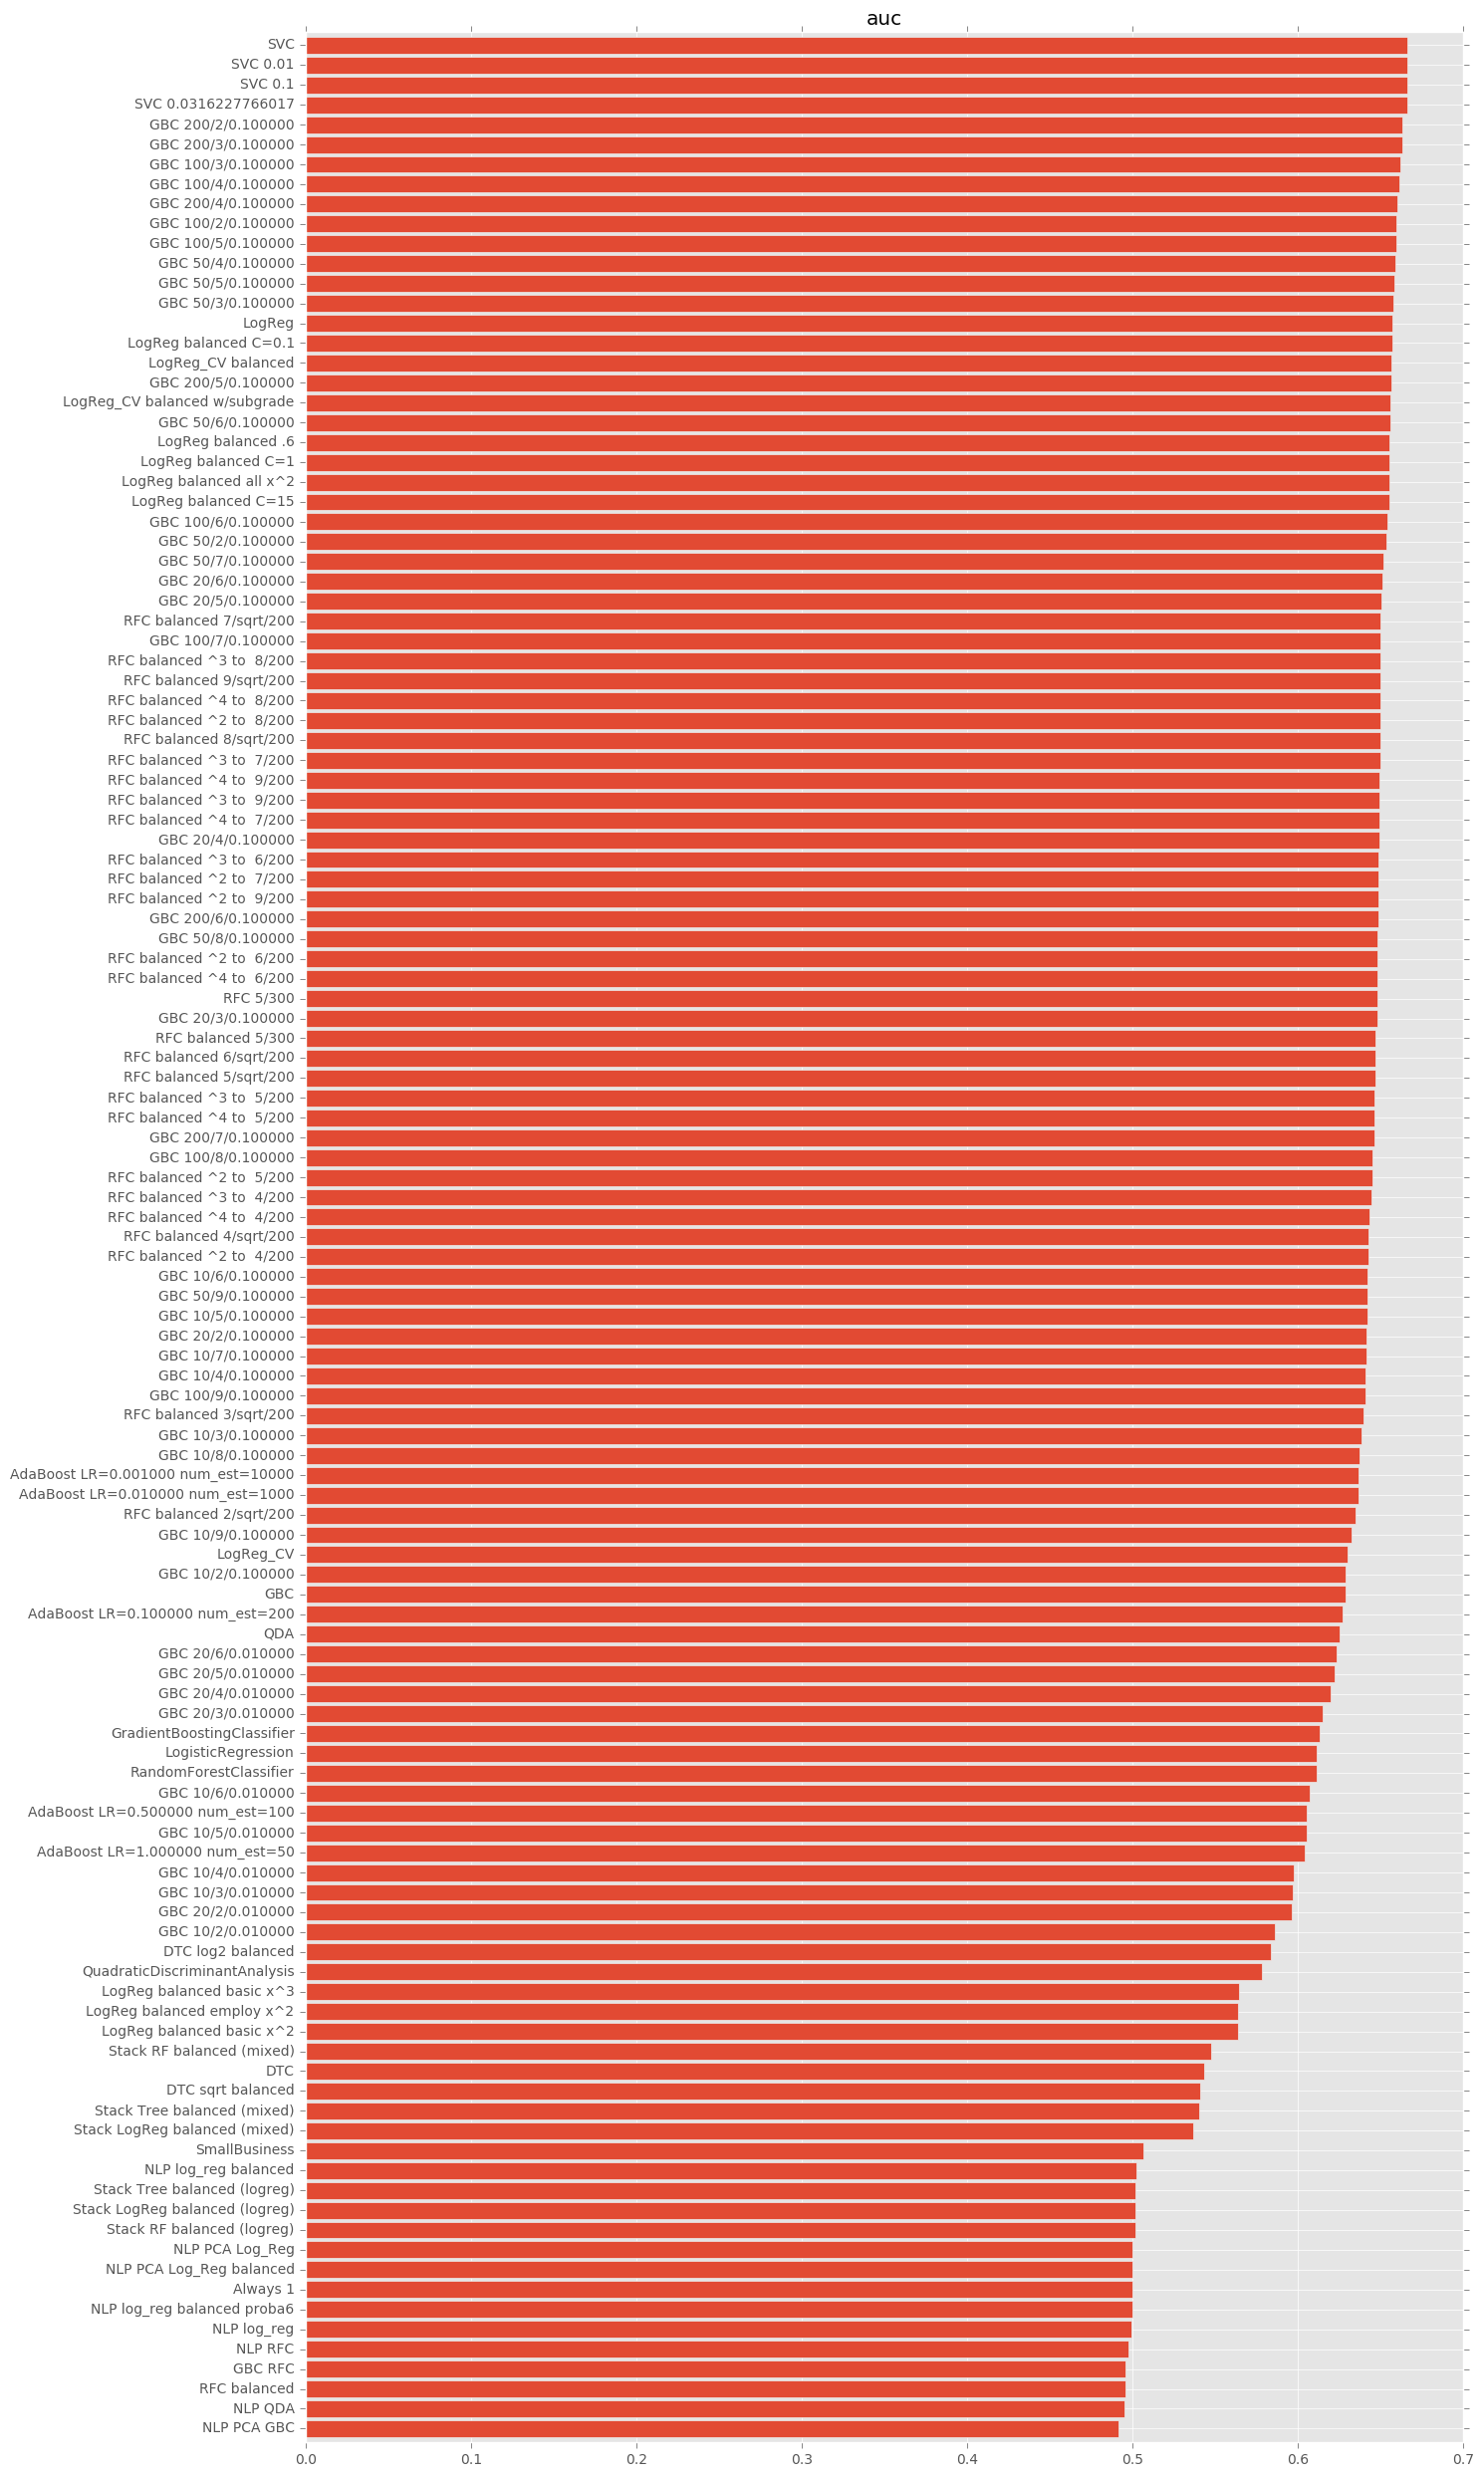 auc
SVC
SVC 0.01
SVC 0.1
SVC 0.0316227766017
GBC 200/2/0.100000
GBC 200/3/0.100000
GBC 100/3/0.100000
GBC 100/4/0.100000
GBC 200/4/0.100000
GBC 100/2/0.100000
GBC 100/5/0.100000
GBC 50/4/0.100000
GBC 50/5/0.100000
GBC 50/3/0.100000
LogReg
LogReg balanced C=0.1
LogReg_CV balanced
GBC 200/5/0.100000
LogReg_CV balanced w/subgrade
GBC 50/6/0.100000
LogReg balanced .6
LogReg balanced C=1
LogReg balanced all x^2
LogReg balanced C=15
GBC 100/6/0.100000
GBC 50/2/0.100000
GBC 50/7/0.100000
GBC 20/6/0.100000
GBC 20/5/0.100000
RFC balanced 7/sqrt/200
GBC 100/7/0.100000
RFC balanced ^3 to  8/200
RFC balanced 9/sqrt/200
RFC balanced ^4 to  8/200
RFC balanced ^2 to  8/200
RFC balanced 8/sqrt/200
RFC balanced ^3 to  7/200
RFC balanced ^4 to  9/200
RFC balanced ^3 to  9/200
RFC balanced ^4 to  7/200
GBC 20/4/0.100000
RFC balanced ^3 to  6/200
RFC balanced ^2 to  7/200
RFC balanced ^2 to  9/200
GBC 200/6/0.100000
GBC 50/8/0.100000
RFC balanced ^2 to  6/200
RFC balanced ^4 to  6/200
RFC 5/300
GBC 20/3/0.100000
RFC balanced 5/300
RFC balanced 6/sqrt/200
RFC balanced 5/sqrt/200
RFC balanced ^3 to  5/200
RFC balanced ^4 to  5/200
GBC 200/7/0.100000
GBC 100/8/0.100000
RFC balanced ^2 to  5/200
RFC balanced ^3 to  4/200
RFC balanced ^4 to  4/200
RFC balanced 4/sqrt/200
RFC balanced ^2 to  4/200
GBC 10/6/0.100000
GBC 50/9/0.100000
GBC 10/5/0.100000
GBC 20/2/0.100000
GBC 10/7/0.100000
GBC 10/4/0.100000
GBC 100/9/0.100000
RFC balanced 3/sqrt/200
GBC 10/3/0.100000
GBC 10/8/0.100000
AdaBoost LR=0.001000 num_est=10000
AdaBoost LR=0.010000 num_est=1000
RFC balanced 2/sqrt/200
GBC 10/9/0.100000
LogReg_CV
GBC 10/2/0.100000
GBC
AdaBoost LR=0.100000 num_est=200
QDA
GBC 20/6/0.010000
GBC 20/5/0.010000
GBC 20/4/0.010000
GBC 20/3/0.010000
GradientBoostingClassifier
LogisticRegression
RandomForestClassifier
GBC 10/6/0.010000
AdaBoost LR=0.500000 num_est=100
GBC 10/5/0.010000
AdaBoost LR=1.000000 num_est=50
GBC 10/4/0.010000
GBC 10/3/0.010000
GBC 20/2/0.010000
GBC 10/2/0.010000
DTC log2 balanced
QuadraticDiscriminantAnalysis
LogReg balanced basic x^3
LogReg balanced employ x^2
LogReg balanced basic x^2
Stack RF balanced (mixed)
DTC
DTC sqrt balanced
Stack Tree balanced (mixed)
Stack LogReg balanced (mixed)
SmallBusiness
NLP log_reg balanced
Stack Tree balanced (logreg)
Stack LogReg balanced (logreg)
Stack RF balanced (logreg)
NLP PCA Log_Reg
NLP PCA Log_Reg balanced
Always 1
NLP log_reg balanced proba6
NLP log_reg
NLP RFC
GBC RFC
RFC balanced
NLP QDA
NLP PCA GBC
0.0 0.1 0.2 0.3 0.4 0.5 0.6 0.7